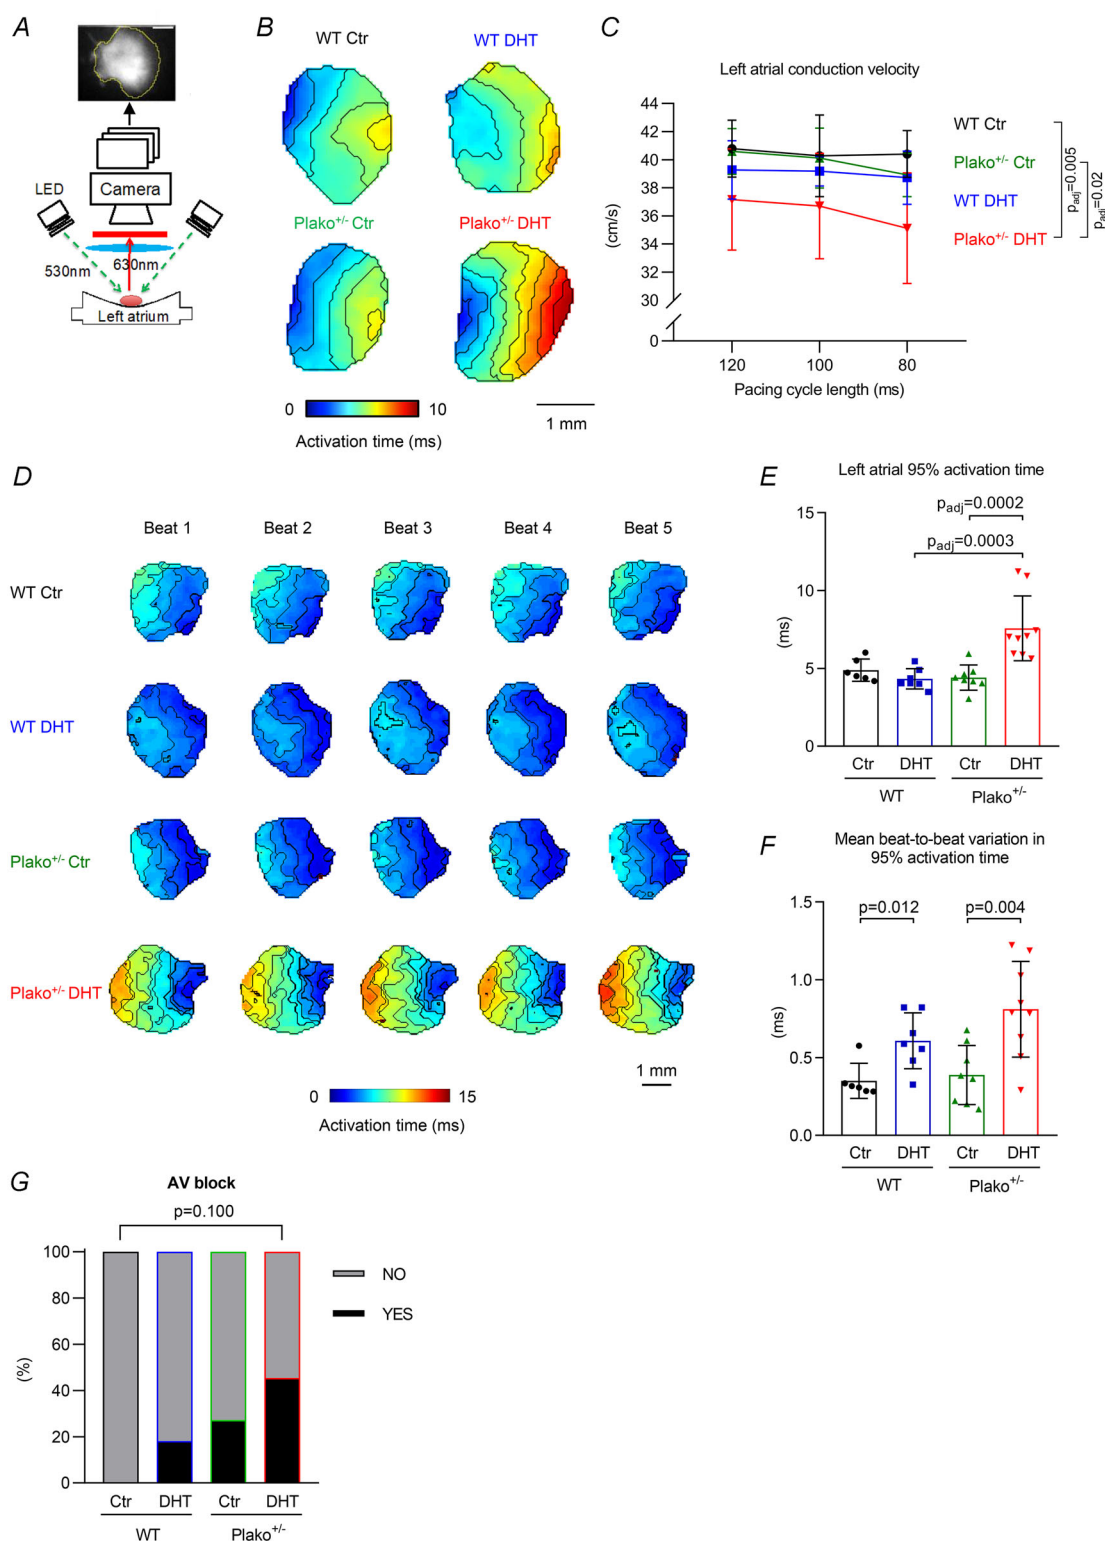 A
LED
Camera
530nm
630nm
Left atrium
B
WT Ctr
WT DHT
Plako+/- Ctr
Plako+/- DHT
0
10
Activation time (ms)
1 mm
C
Left atrial conduction velocity
44
42
40
38
36
34
32
30
0
(cm/s)
120
100
80
Pacing cycle length (ms)
WT Ctr
Plako+/- Ctr
WT DHT
Plako+/- DHT
padj=0.005
padj=0.02
D
Beat 1
Beat 2
Beat 3
Beat 4
Beat 5
WT Ctr
WT DHT
Plako+/- Ctr
Plako+/- DHT
1 mm
0
15
Activation time (ms)
E
Left atrial 95% activation time
padj=0.0002
padj=0.0003
15
10
5
0
(ms)
Ctr
DHT
Ctr
DHT
WT
Plako+/-
F
Mean beat-to-beat variation in
95% activation time
p=0.012
p=0.004
1.5
1.0
0.5
0.0
(ms)
Ctr
DHT
Ctr
DHT
WT
Plako+/-
G
AV block
p=0.100
100
80
60
40
20
0
(%)
NO
YES
Ctr
DHT
Ctr
DHT
WT
Plako+/-